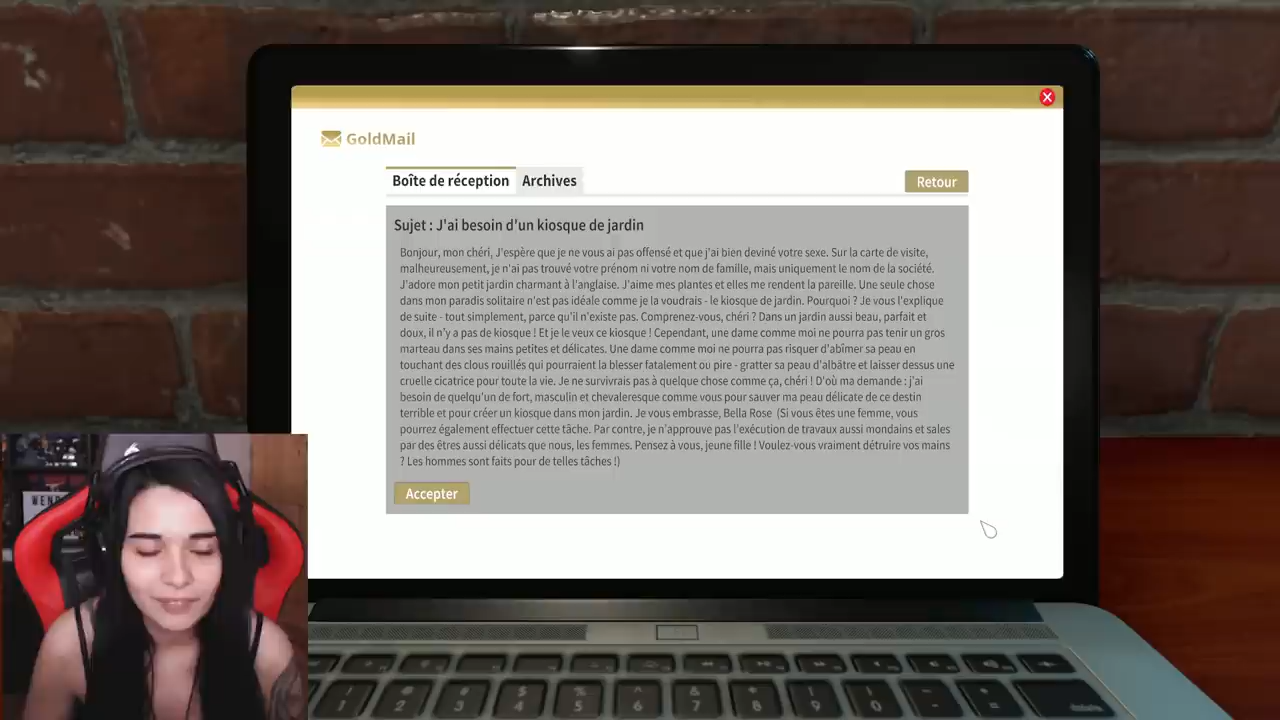 GoldMail
Boîte de réception
Archives
Retour
Sujet : J'ai besoin d'un kiosque de jardin
Bonjour, mon chéri, J'espère que je ne vous ai pas offensé et que j'ai bien deviné votre sexe. Sur la carte de visite,
malheureusement, je n'ai pas trouvé votre prénom ni votre nom de famille, mais uniquement le nom de la société.
J'adore mon petit jardin charmant à l'anglaise. J'aime mes plantes et elles me rendent la pareille. Une seule chose
dans mon paradis solitaire n'est pas idéale comme je la voudrais - le kiosque de jardin. Pourquoi ? Je vous l'explique
de suite - tout simplement, parce qu'il n'existe pas. Comprenez-vous, chéri ? Dans un jardin aussi beau, parfait et
doux, il n'y a pas de kiosque ! Et je le veux ce kiosque ! Cependant, une dame comme moi ne pourra pas tenir un gros
marteau dans ses mains petites et délicates. Une dame comme moi ne pourra pas risquer d'abîmer sa peau en
touchant des clous rouillés qui pourraient la blesser fatalement ou pire - gratter sa peau d'albâtre et laisser dessus une
cruelle cicatrice pour toute la vie. Je ne survivrais pas à quelque chose comme ça, chéri ! D'où ma demande : j'ai
besoin de quelqu'un de fort, masculin et chevaleresque comme vous pour sauver ma peau délicate de ce destin
terrible et pour créer un kiosque dans mon jardin. Je vous embrasse, Bella Rose (Si vous êtes une femme, vous
pourrez également effectuer cette tâche. Par contre, je n'approuve pas l'exécution de travaux aussi mondains et sales
par des êtres aussi délicats que nous, les femmes. Pensez à vous, jeune fille ! Voulez-vous vraiment détruire vos mains
? Les hommes sont faits pour de telles tâches !)
Accepter
1 2 3 4 5 6 7 8 9 0